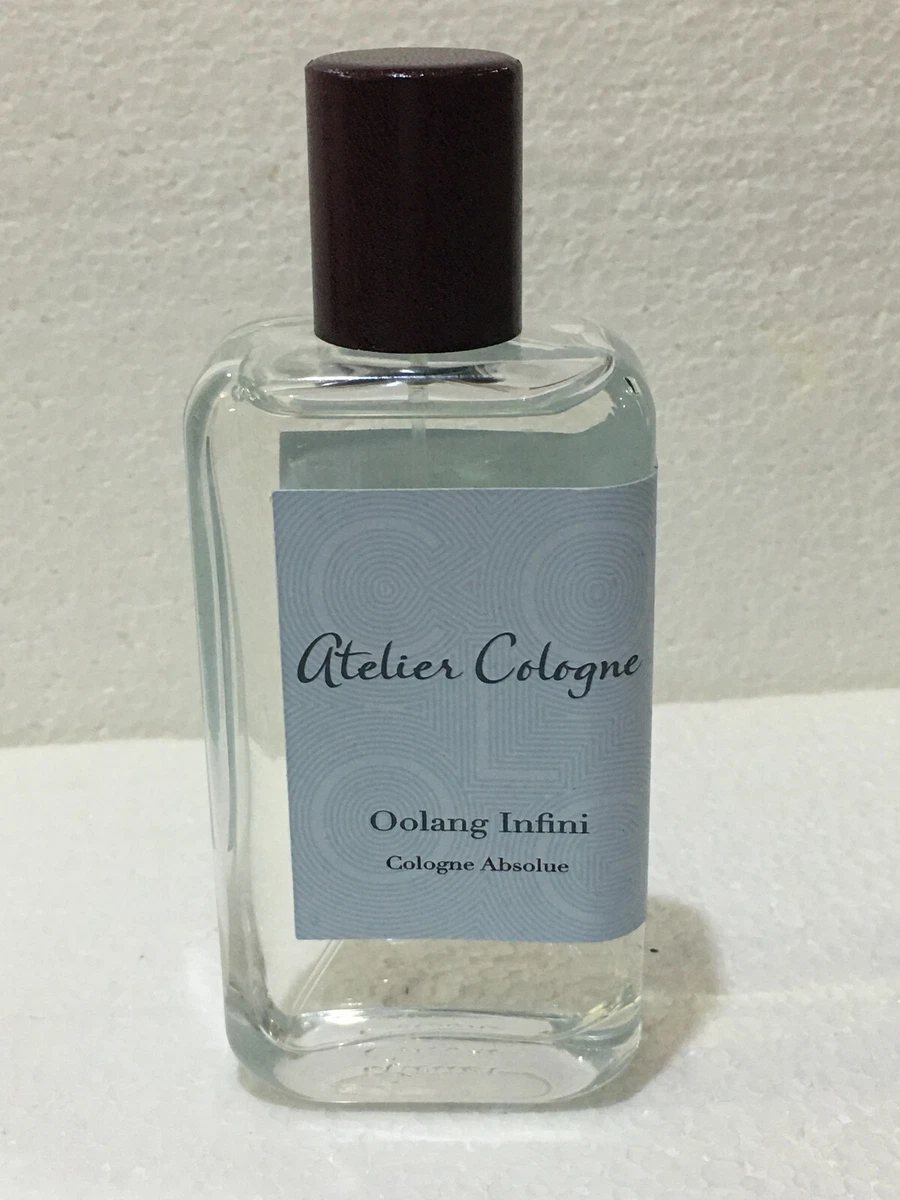 Atelier Cologne
Oolang Infini
Cologne Absolue